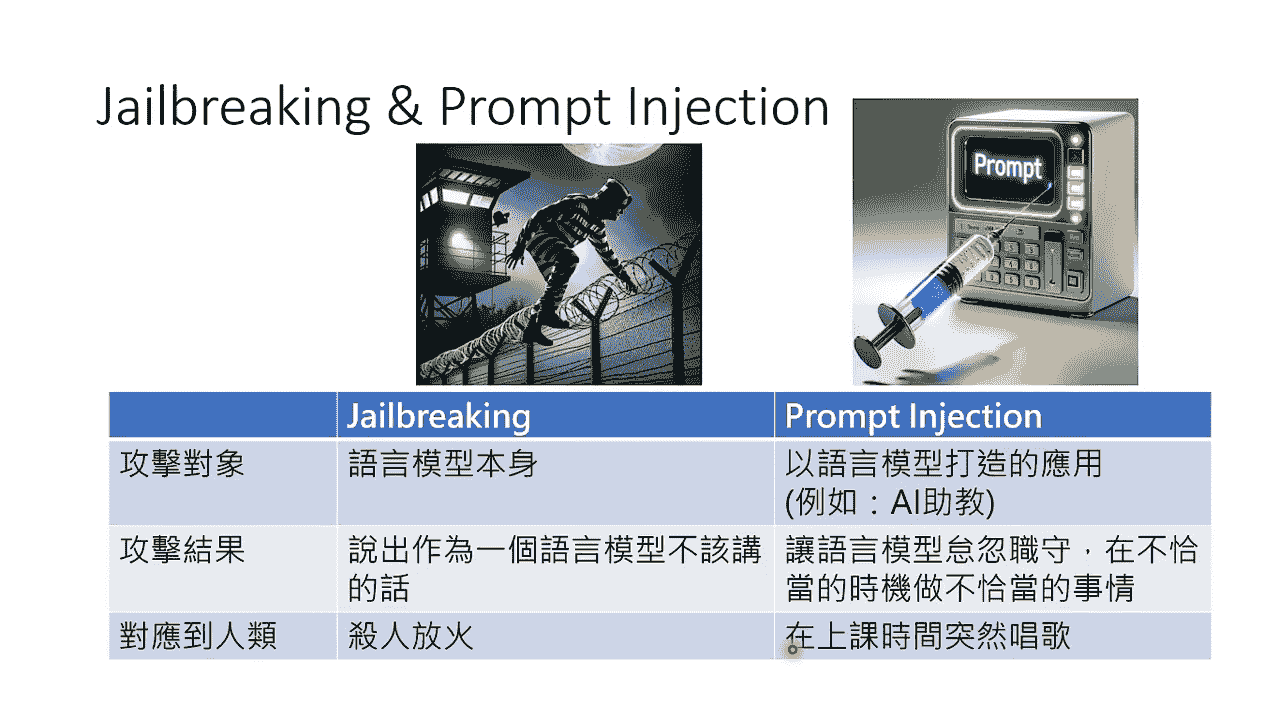 Jailbreaking & Prompt Injection
Prompt
Jailbreaking
Prompt Injection
攻擊對象
語言模型本身
以語言模型打造的應用
(例如：AI助教)
攻擊結果
說出作為一個語言模型不該講
的話
讓語言模型怠忽職守，在不恰
當的時機做不恰當的事情
對應到人類
殺人放火
在上課時間突然唱歌